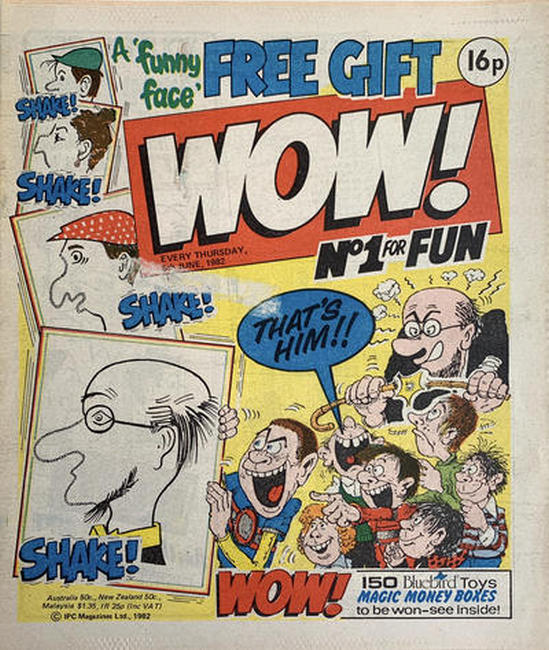 A 'funny face' FREE GIFT
16p
SHAKE!
SHAKE!
SHAKE!
WOW!
EVERY THURSDAY,
JUNE, 1982
Nº1 FOR FUN
THAT'S
HIM!!
SHAKE!
WOW!
150 Bluebird Toys
MAGIC MONEY BOXES
to be won-see inside!
Australia 50c., New Zealand 50c.,
Malaysia $1.35, IR 25p (Inc VAT)
© IPC Magazines Ltd., 1982